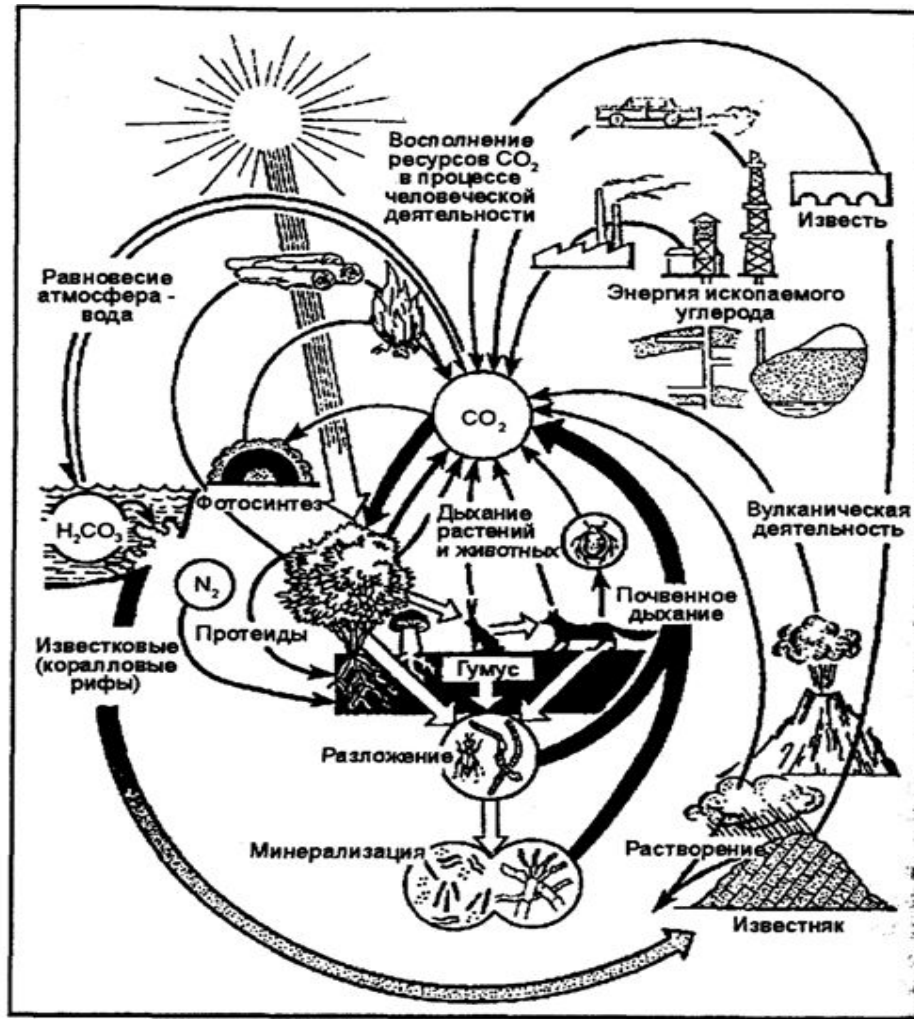 Восполнение
ресурсов CO₂
в процессе
человеческой
деятельности
Известь
Равновесие
атмосфера -
вода
Энергия ископаемого
углерода
CO₂
Фотосинтез
H₂CO₃
Дыхание
растений
и животных
Вулканическая
деятельность
N₂
Протеиды
Почвенное
дыхание
Известковые
(коралловые
рифы)
Гумус
Разложение
Минерализация
Растворение
Известняк